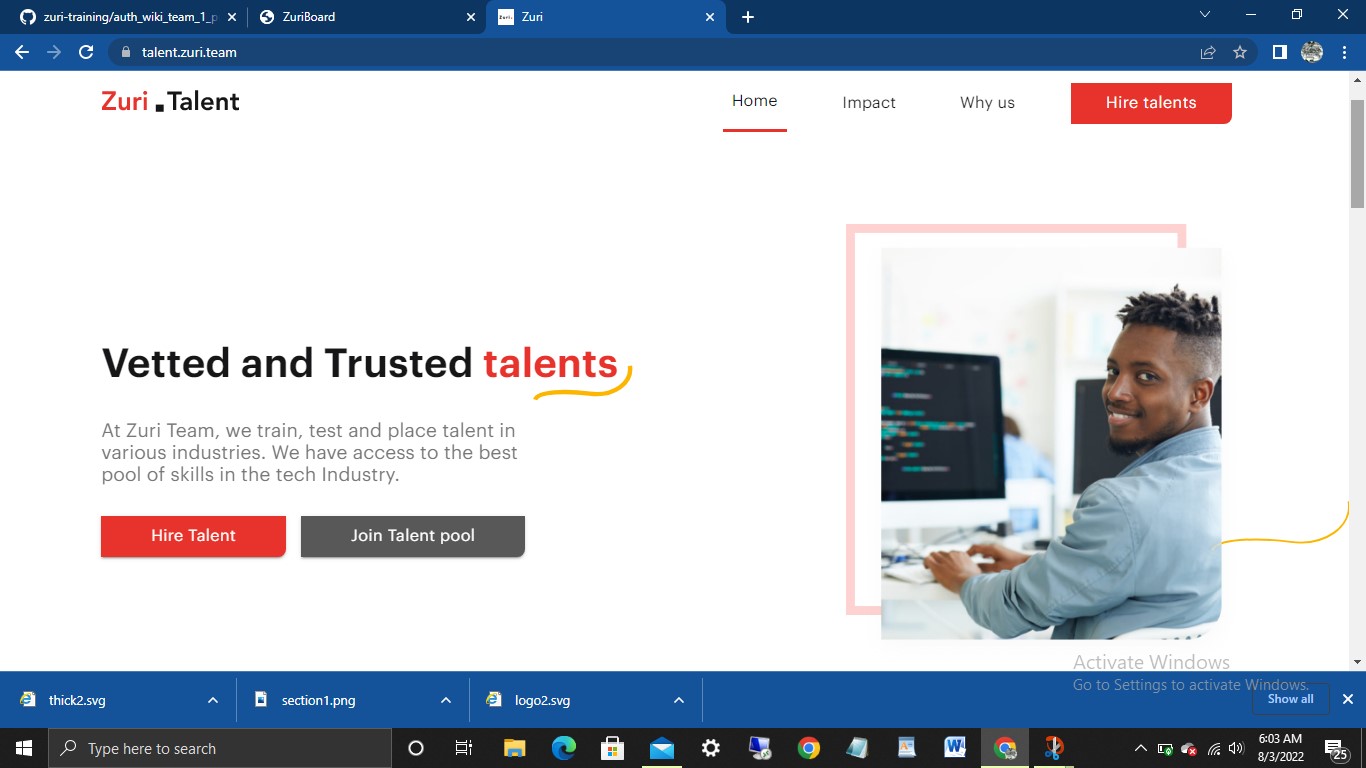 zuri-training/auth_wiki_team_1_p
ZuriBoard
Zuri
talent.zuri.team
Zuri .Talent
Home
Impact
Why us
Hire talents
Vetted and Trusted talents
At Zuri Team, we train, test and place talent in
various industries. We have access to the best
pool of skills in the tech Industry.
Hire Talent
Join Talent pool
Activate Windows
Go to Settings to activate Windows.
thick2.svg
section1.png
logo2.svg
Show all
Type here to search
6:03 AM
8/3/2022
25